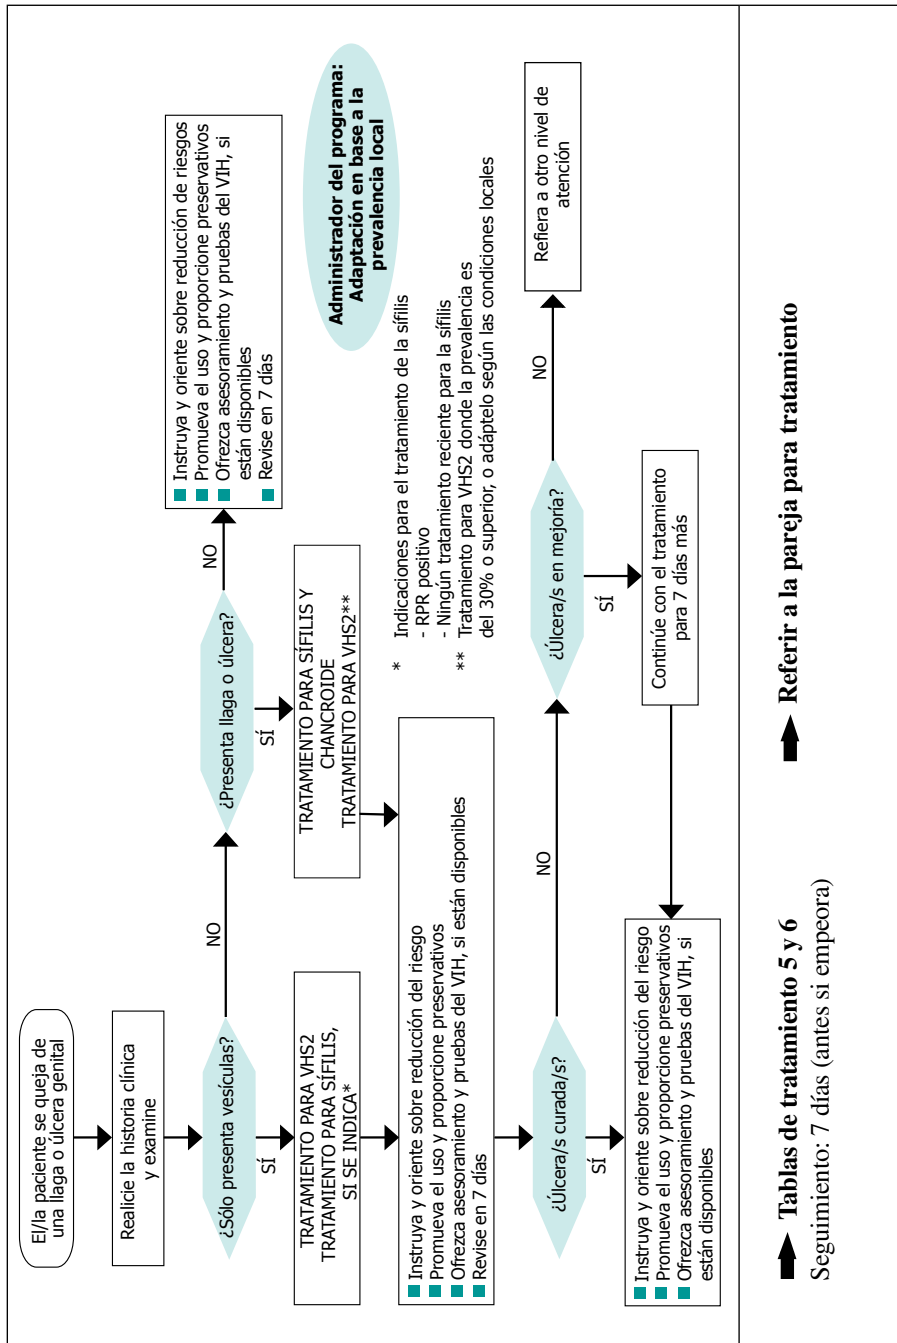 El/la paciente se queja de
una llaga o úlcera genital
Realicie la historia clínica
y examine
¿Sólo presenta vesículas?
NO
SÍ
¿Presenta llaga o úlcera?
NO
SÍ
Instruya y oriente sobre reducción de riesgos
Promueva el uso y proporcione preservativos
Ofrezca asesoramiento y pruebas del VIH, si
están disponibles
Revise en 7 días
TRATAMIENTO PARA VHS2
TRATAMIENTO PARA SÍFILIS,
SI SE INDICA*
TRATAMIENTO PARA SÍFILIS Y
CHANCROIDE
TRATAMIENTO PARA VHS2**
Administrador del programa:
Adaptación en base a la
prevalencia local
* Indicaciones para el tratamiento de la sífilis
- RPR positivo
- Ningún tratamiento reciente para la sífilis
** Tratamiento para VHS2 donde la prevalencia es
del 30% o superior, o adáptelo según las condiciones locales
Instruya y oriente sobre reducción del riesgo
Promueva el uso y proporcione preservativos
Ofrezca asesoramiento y pruebas del VIH, si están disponibles
Revise en 7 días
¿Úlcera/s curada/s?
NO
SÍ
¿Úlcera/s en mejoría?
NO
SÍ
Refiera a otro nivel de
atención
Instruya y oriente sobre reducción del riesgo
Promueva el uso y proporcione preservativos
Ofrezca asesoramiento y pruebas del VIH, si
están disponibles
Continúe con el tratamiento
para 7 días más
Tablas de tratamiento 5 y 6
Seguimiento: 7 días (antes si empeora)
Referir a la pareja para tratamiento